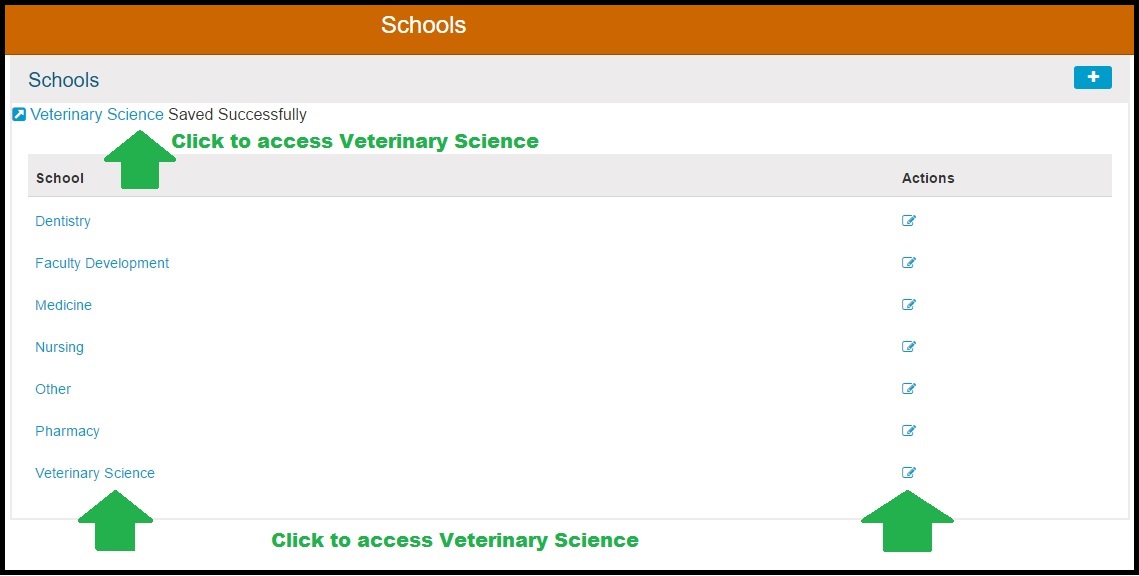 Schools
Schools
Veterinary Science Saved Successfully
Click to access Veterinary Science
School Actions
Dentistry
Faculty Development
Medicine
Nursing
Other
Pharmacy
Veterinary Science
Click to access Veterinary Science